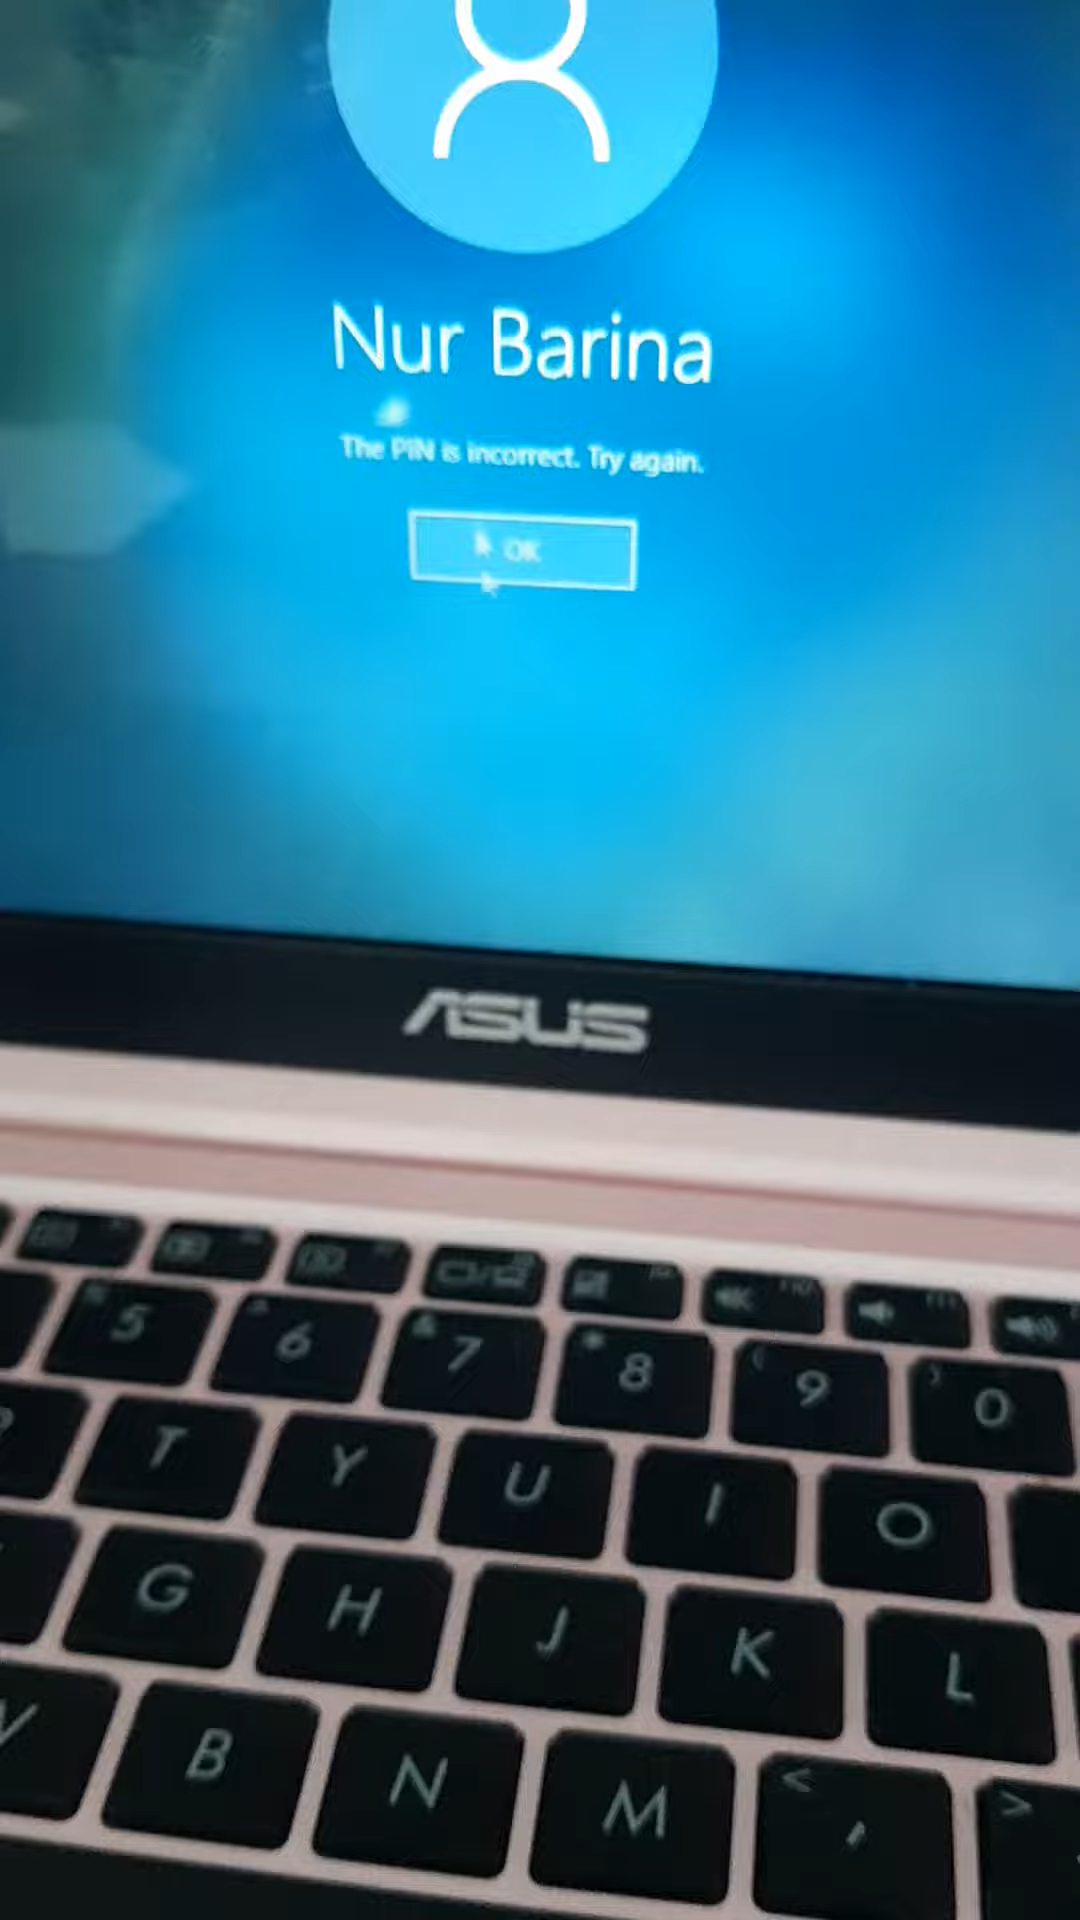 Nur Barina
The PIN is incorrect. Try again.
OK
ASUS
5 6 & 7 * 8 ( 9 ) 0
T Y U I O
G H J K L
V B N M < , >